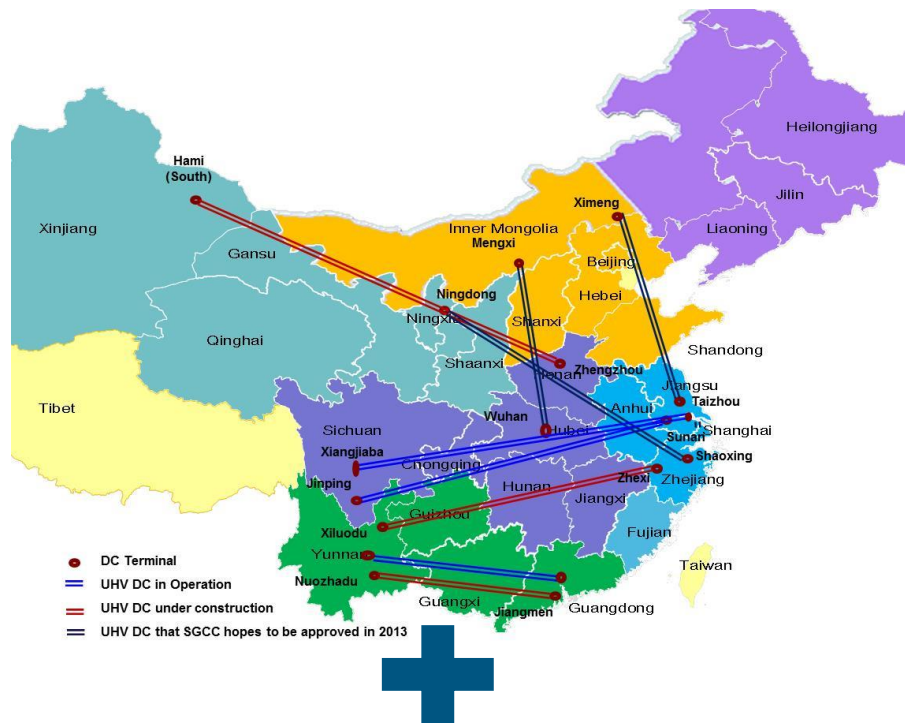 Heilongjiang
Hami
(South)
Jilin
Ximeng
Xinjiang
Inner Mongolia
Liaoning
Mengxi
Gansu
Beijing
Ningdong
Hebei
Ningxia
Shanxi
Qinghai
Shandong
Shaanxi
Zhengzhou
Henan
Jiangsu
Tibet
Anhui
Taizhou
Wuhan
Shanghai
Hubei
Sichuan
Sunan
Xiangjiaba
Shaoxing
Chongqing
Zhexi
Zhejiang
Jinping
Hunan
Jiangxi
Guizhou
Xiluodu
Fujian
Yunnan
Taiwan
DC Terminal
UHV DC in Operation
Nuozhadu
Guangxi
Jiangmen
Guangdong
UHV DC under construction
UHV DC that SGCC hopes to be approved in 2013